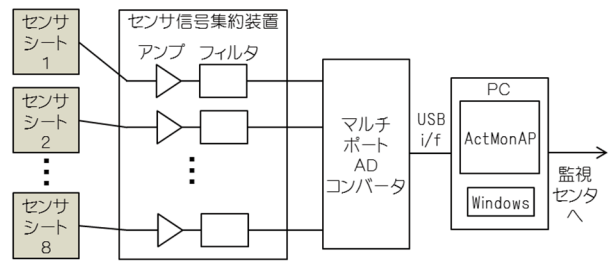 センサ
シート
1
センサ
シート
2
センサ
シート
8
センサ信号集約装置
アンプ フィルタ
マルチ
ポート
AD
コンバータ
USB
i/f
PC
ActMonAP
Windows
監視
センタ
へ